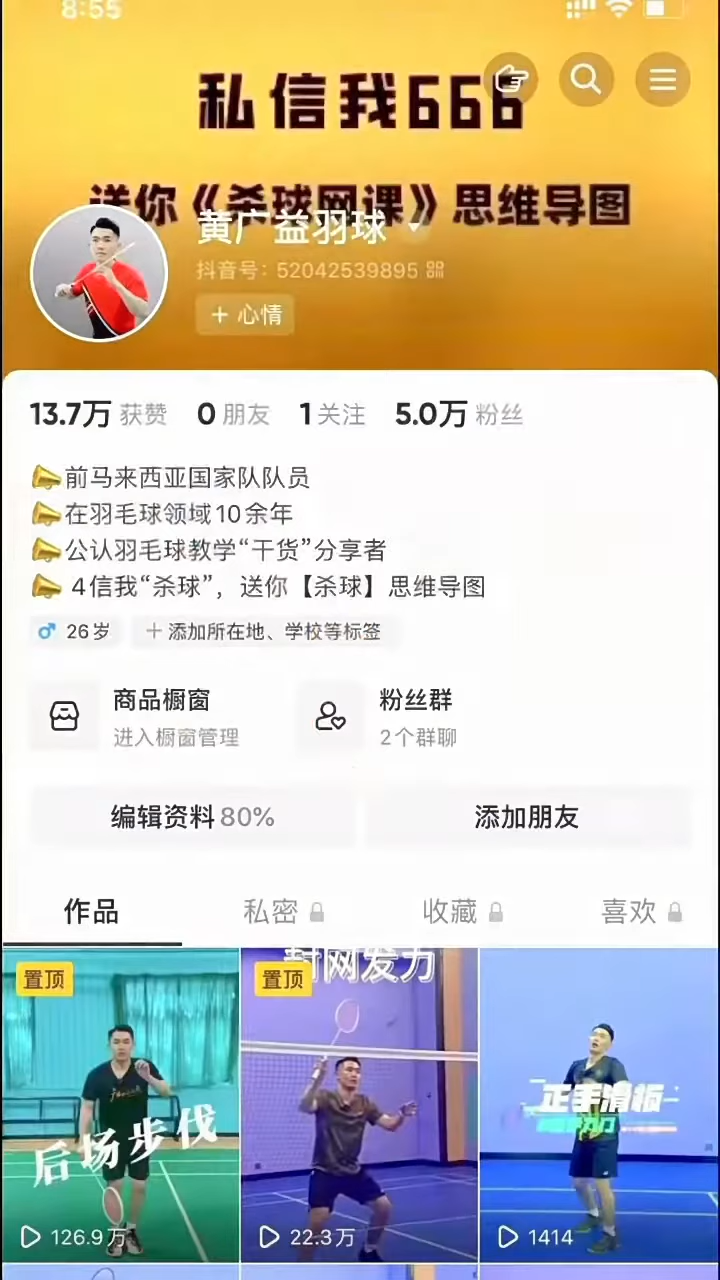 8:55
私信我666
送你《杀球网课》思维导图
黄广益羽球
抖音号：52042539895
+ 心情
13.7万 获赞 0 朋友 1 关注 5.0万 粉丝
前马来西亚国家队队员
在羽毛球领域10余年
公认羽毛球教学“干货”分享者
4信我“杀球”，送你【杀球】思维导图
26岁 + 添加所在地、学校等标签
商品橱窗 粉丝群
进入橱窗管理 2个群聊
编辑资料 80% 添加朋友
作品 私密 收藏 喜欢
置顶 置顶 封网发力
正手滑板
后场步伐
126.9万 22.3万 1414